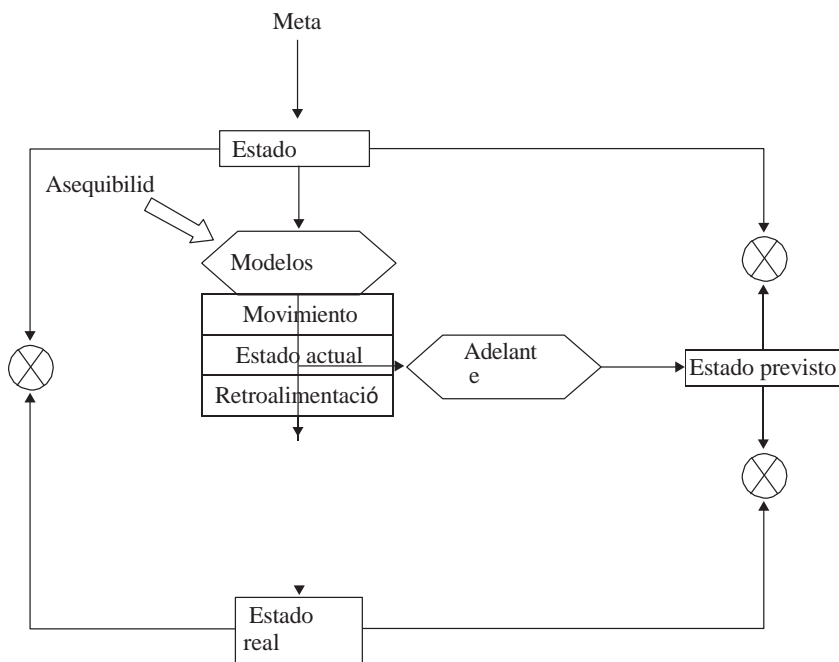 Meta
Estado
Asequibilid
Modelos
Movimiento
Estado actual
Retroalimentació
Adelant
e
Estado previsto
Estado
real